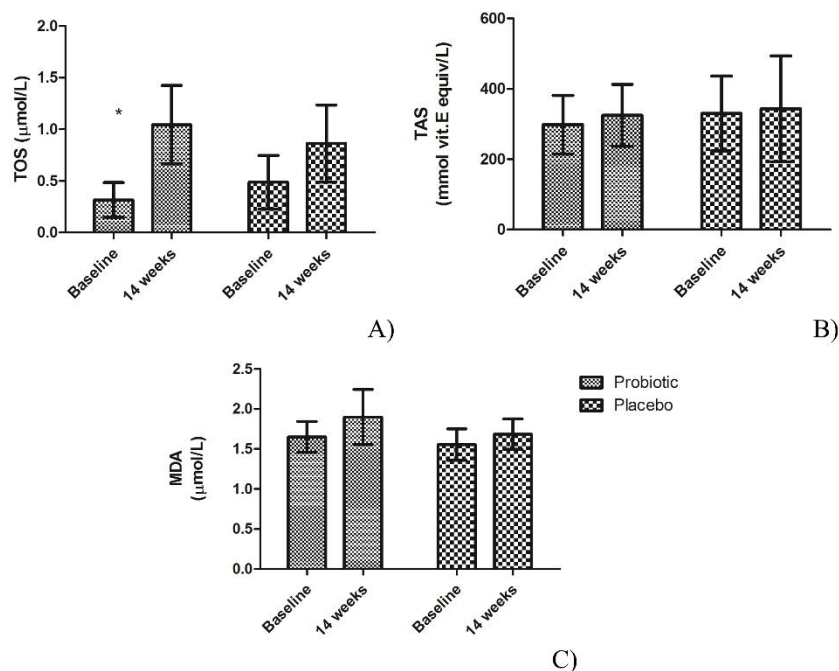 TOS (μmol/L)
2.0
1.5
1.0
0.5
0.0
*
Baseline
14 weeks
Baseline
14 weeks
A)
TAS
(mmol vit.E equiv/L)
600
400
200
0
Baseline
14 weeks
Baseline
14 weeks
B)
MDA
(μmol/L)
2.5
2.0
1.5
1.0
0.5
0.0
Baseline
14 weeks
Baseline
14 weeks
Probiotic
Placebo
C)